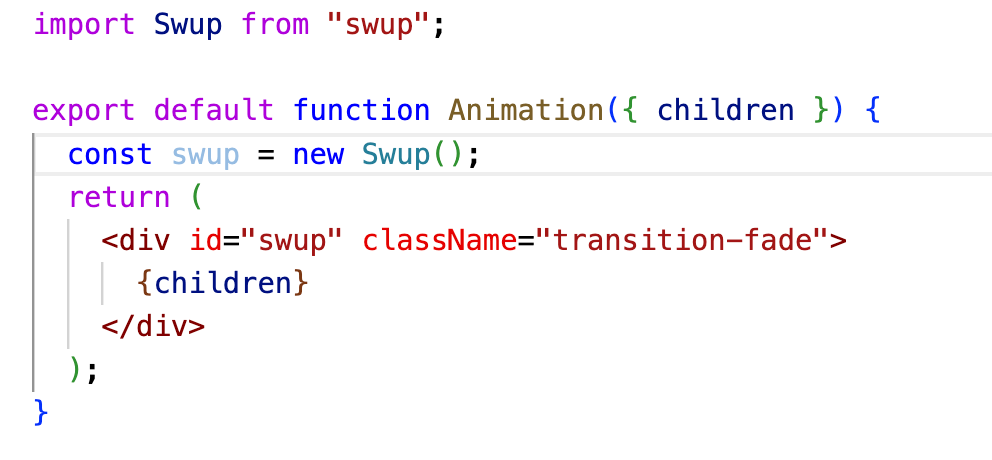 import Swup from "swup";

export default function Animation({ children }) {
  const swup = new Swup();
  return (
    <div id="swup" className="transition-fade">
      {children}
    </div>
  );
}